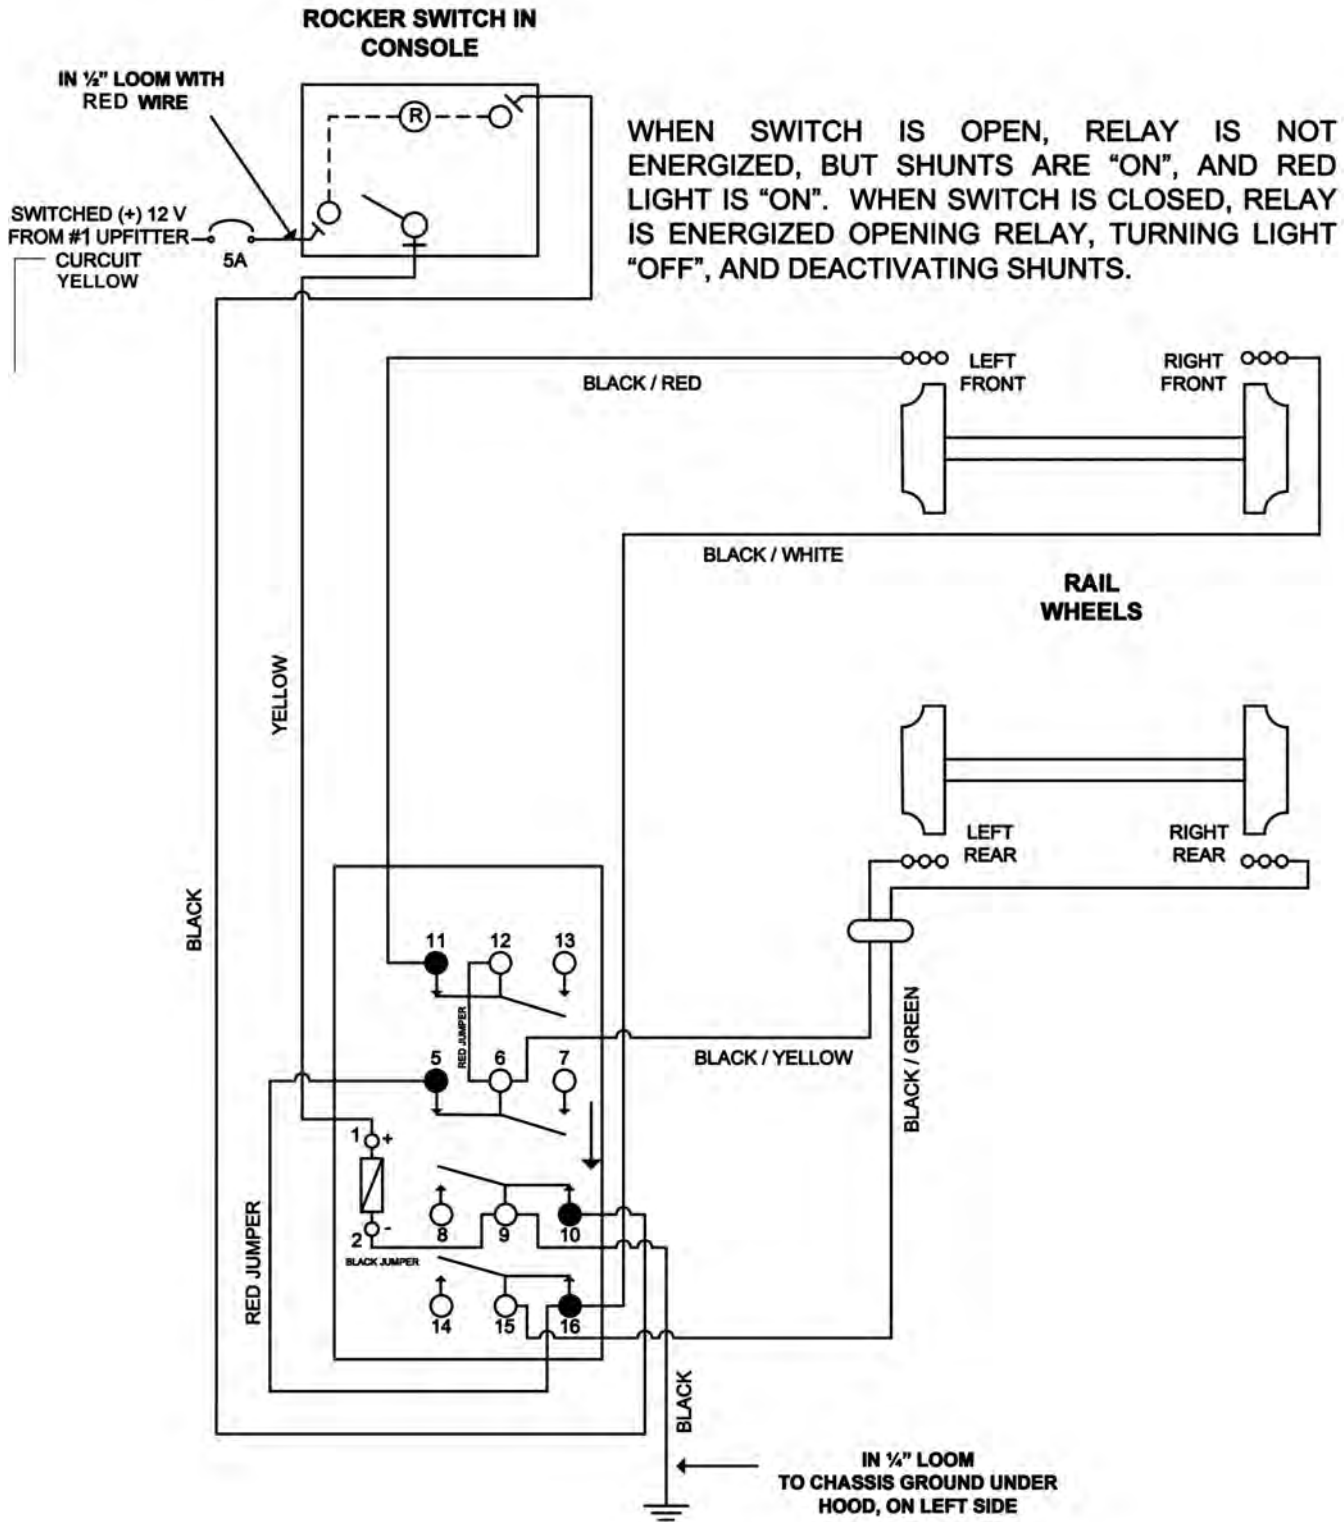 ROCKER SWITCH IN
CONSOLE
IN ½" LOOM WITH
RED WIRE
R
SWITCHED (+) 12 V
FROM #1 UPFITTER
CURCUIT
YELLOW
5A
WHEN SWITCH IS OPEN, RELAY IS NOT
ENERGIZED, BUT SHUNTS ARE “ON”, AND RED
LIGHT IS “ON”. WHEN SWITCH IS CLOSED, RELAY
IS ENERGIZED OPENING RELAY, TURNING LIGHT
“OFF”, AND DEACTIVATING SHUNTS.
BLACK / RED
LEFT
FRONT
RIGHT
FRONT
BLACK / WHITE
RAIL
WHEELS
YELLOW
LEFT
REAR
RIGHT
REAR
BLACK
11 12 13
RED JUMPER
5 6 7
BLACK / YELLOW
BLACK / GREEN
1 +
2 -
BLACK JUMPER
8 9 10
RED JUMPER
14 15 16
BLACK
IN ¼" LOOM
TO CHASSIS GROUND UNDER
HOOD, ON LEFT SIDE